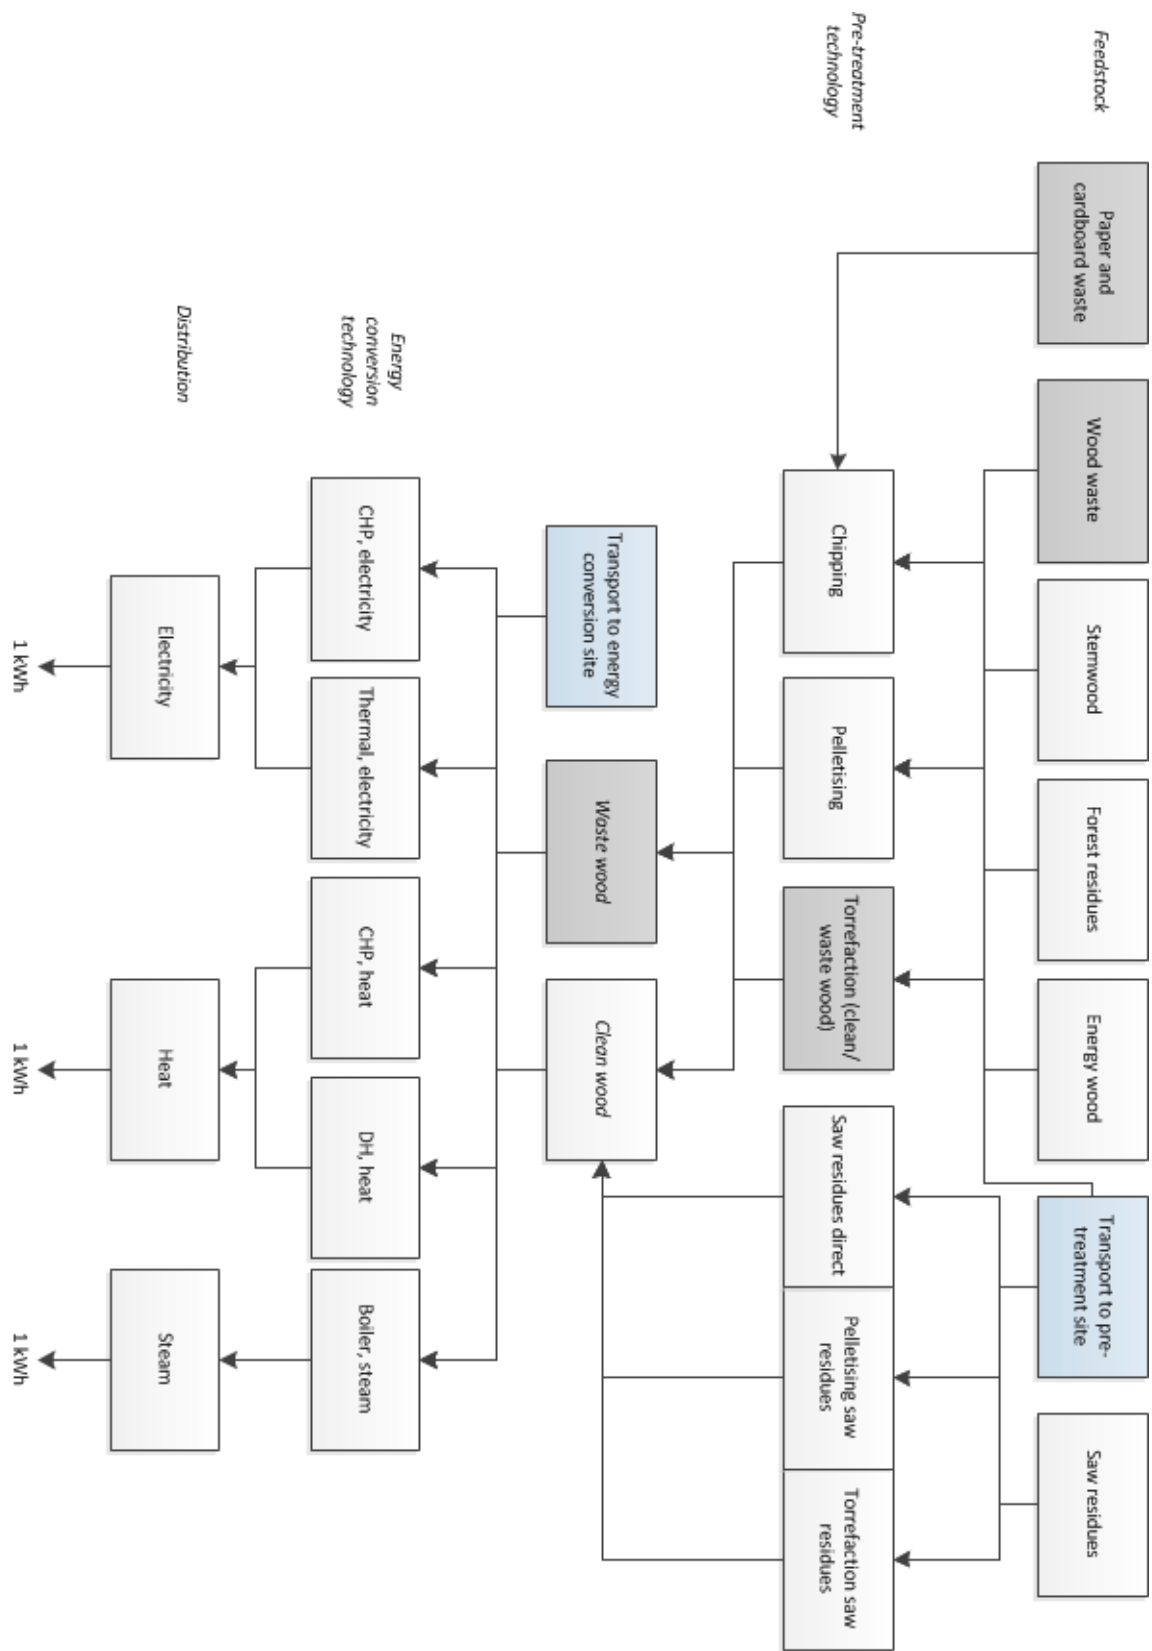 Feedstock
Paper and
cardboard waste
Wood waste
Stemwood
Forest residues
Energy wood
Transport to pre-
treatment site
Saw residues
Pre-treatment
technology
Chipping
Pelletising
Torrefaction (clean/
waste wood)
Saw residues direct
Pelletising saw
residues
Torrefaction saw
residues
Transport to energy
conversion site
Waste wood
Clean wood
Energy
conversion
technology
CHP, electricity
Thermal, electricity
CHP, heat
DH, heat
Boiler, steam
Distribution
Electricity
Heat
Steam
1 kWh
1 kWh
1 kWh